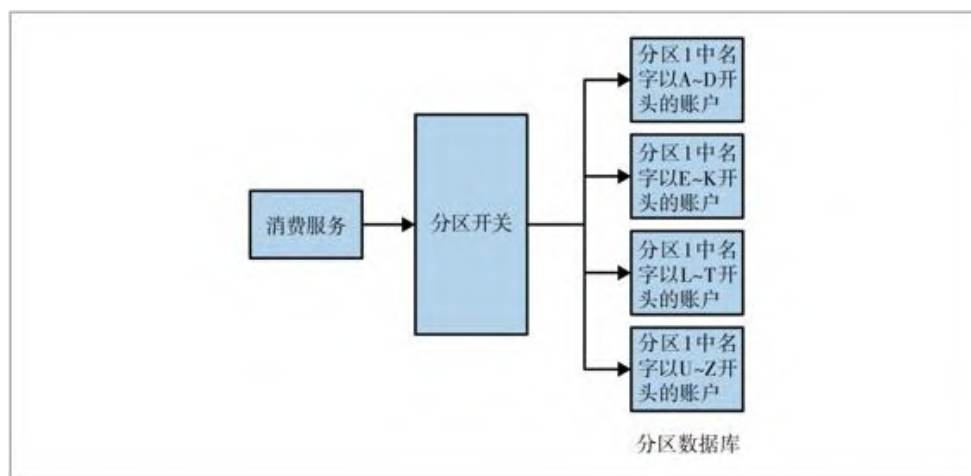 消费服务
分区开关
分区1中名
字以A~D开
头的账户
分区1中名
字以E~K开
头的账户
分区1中名
字以L~T开
头的账户
分区1中名
字以U~Z开
头的账户
分区数据库